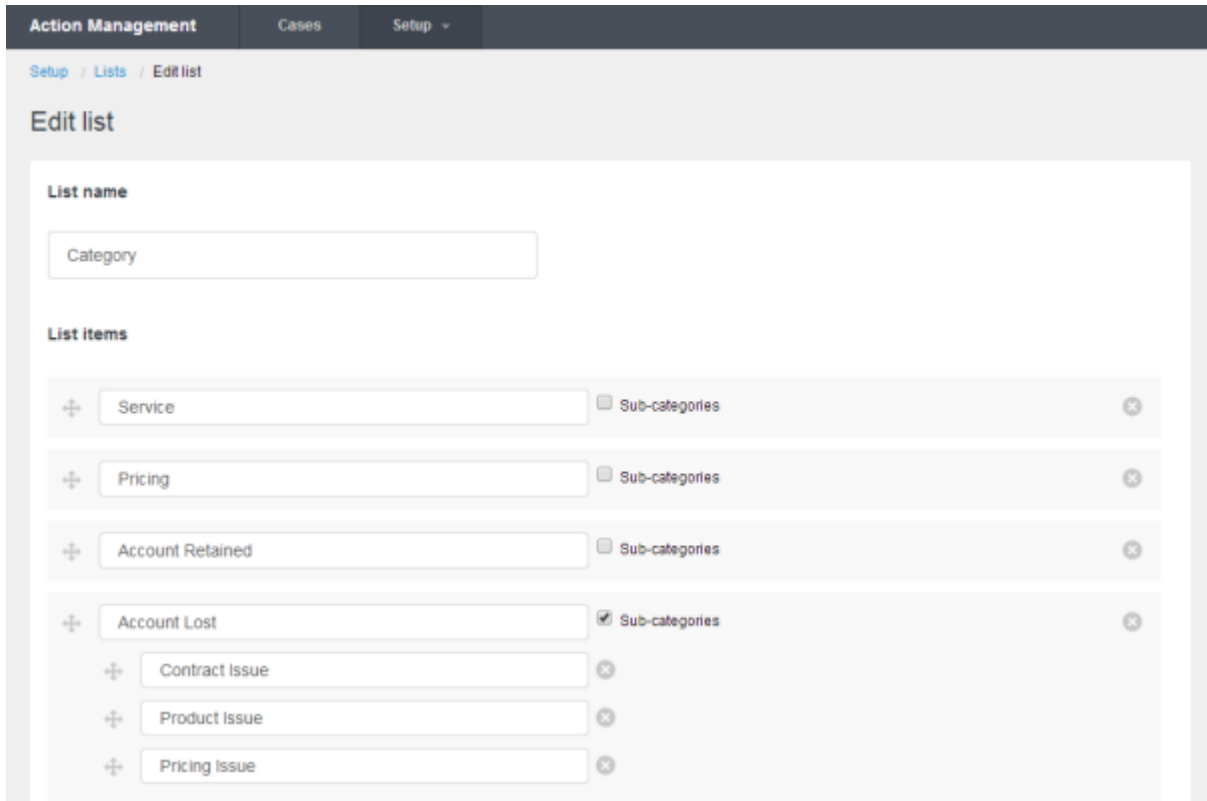 Action Management Cases Setup
Setup / Lists / Edit list
Edit list
List name
Category
List items
Service Sub-categories
Pricing Sub-categories
Account Retained Sub-categories
Account Lost Sub-categories
Contract Issue
Product Issue
Pricing Issue